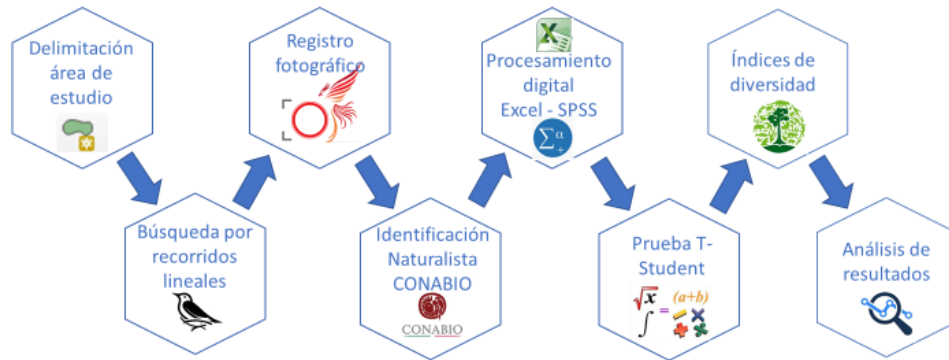 Delimitación
área de
estudio
Búsqueda por
recorridos
lineales
Registro
fotográfico
Identificación
Naturalista
CONABIO
CONABIO
Procesamiento
digital
Excel - SPSS
Σ α +
Prueba T-
Student
√x (a+b)
∫ = - × + ×
Índices de
diversidad
Análisis de
resultados